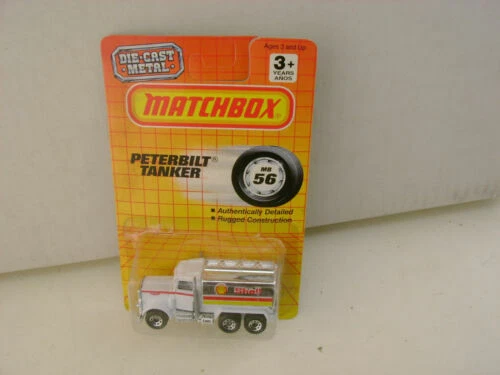 DIE-CAST
METAL
Ages 3 and Up
3+
YEARS
AÑOS
MATCHBOX®
PETERBILT®
TANKER
MB
56
■ Authentically Detailed
■ Rugged Construction